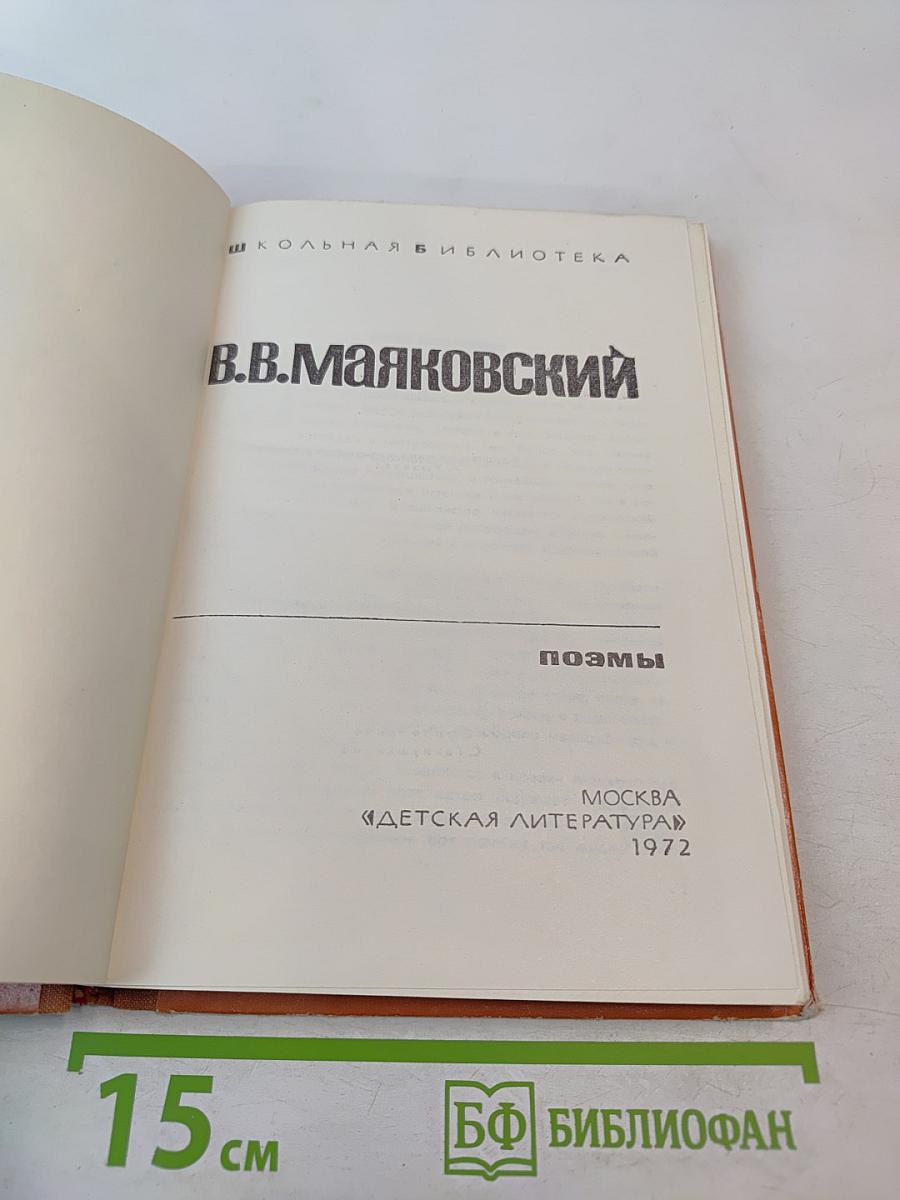 ШКОЛЬНАЯ БИБЛИОТЕКА
В.В.МАЯКОВСКИЙ
ПОЭМЫ
МОСКВА
«ДЕТСКАЯ ЛИТЕРАТУРА»
1972
15 см
БФ БИБЛИОФАН